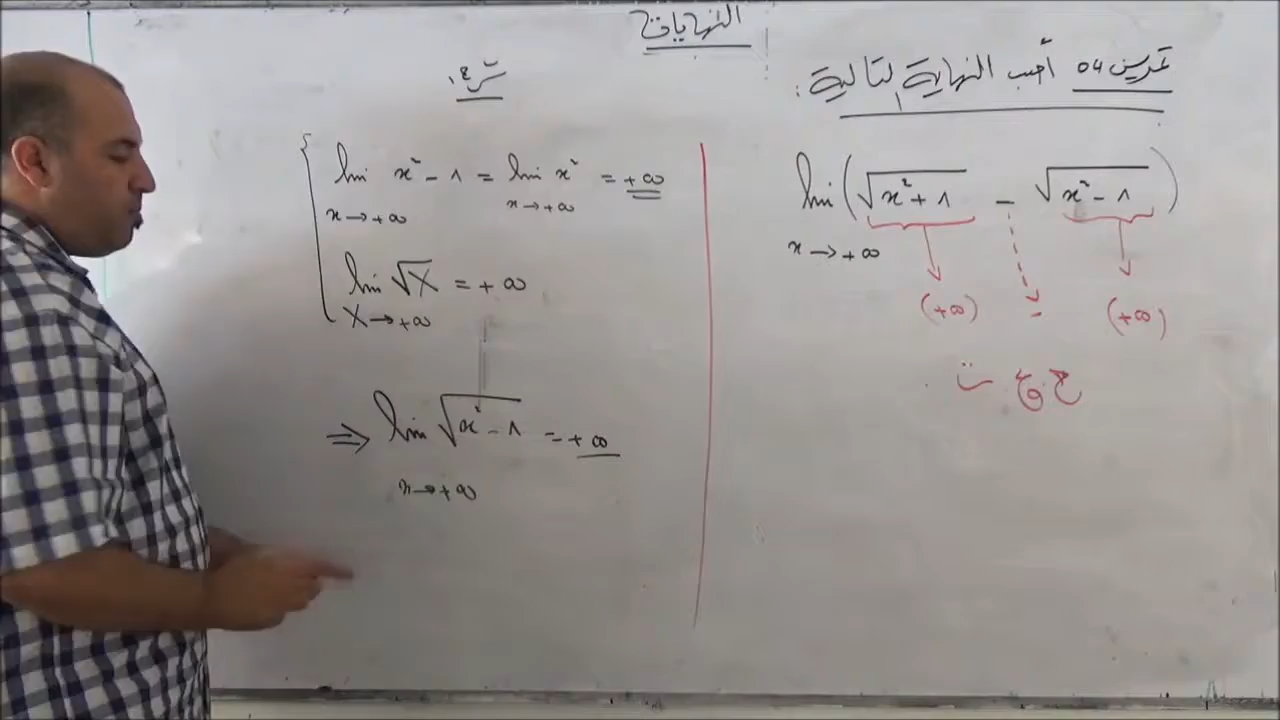 النهايات
تمرين 04 أحسب النهاية التالية :
lim (√(x²+1) - √(x²-1))
x→+∞
(+∞) - (+∞)
ح ع ت
lim x²-1 = lim x² = +∞
x→+∞ x→+∞
lim √X = +∞
X→+∞
⇒ lim √(x²-1) = +∞
x→+∞